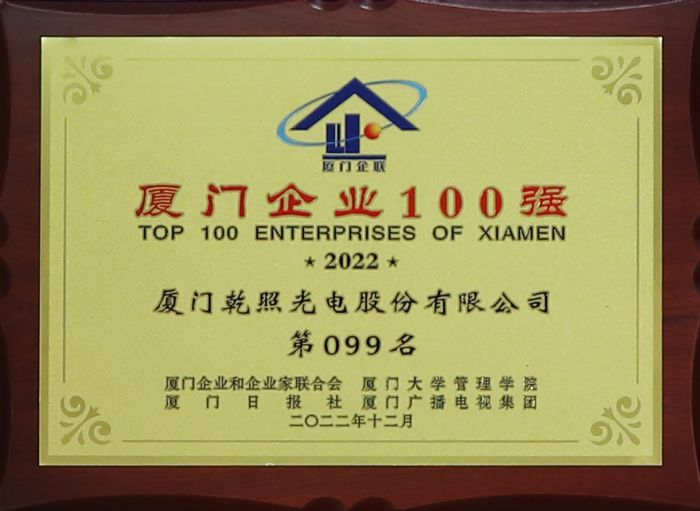 厦门企联
厦门企业100强
TOP 100 ENTERPRISES OF XIAMEN
★2022★
厦门乾照光电股份有限公司
第099名
厦门企业和企业家联合会 厦门大学管理学院
厦门日报社 厦门广播电视集团
二〇二二年十二月